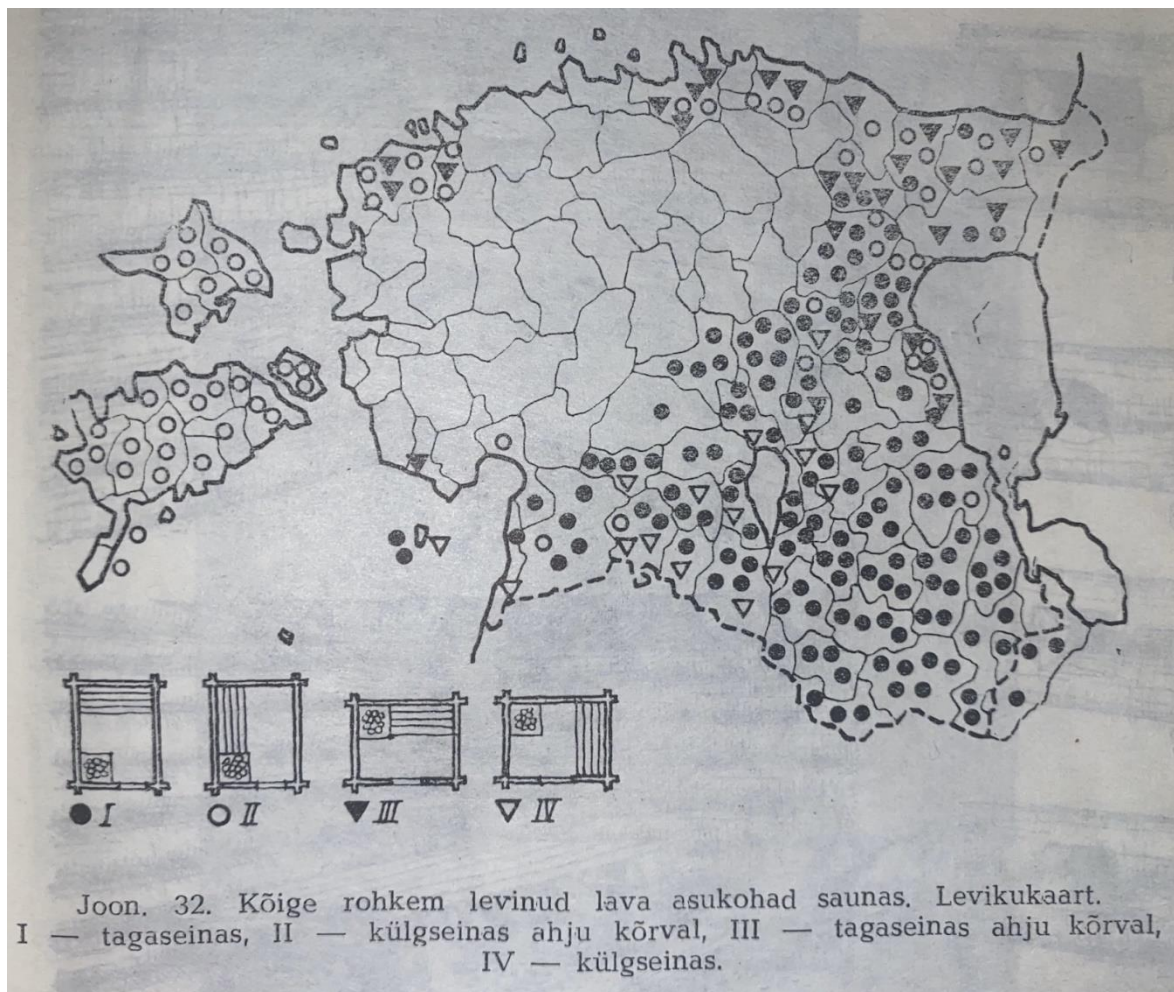 I II III IV
Joon. 32. Kõige rohkem levinud lava asukohad saunas. Levikukaart.
I — tagaseinas, II — külgseinas ahju kõrval, III — tagaseinas ahju kõrval,
IV — külgseinas.